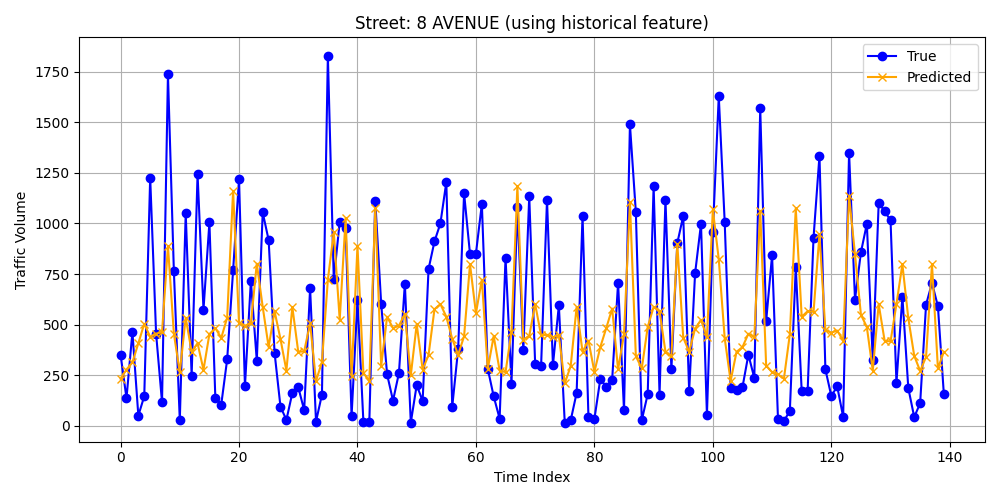 Street: 8 AVENUE (using historical feature)
True
Predicted
Traffic Volume
1750
1500
1250
1000
750
500
250
0
0 20 40 60 80 100 120 140
Time Index